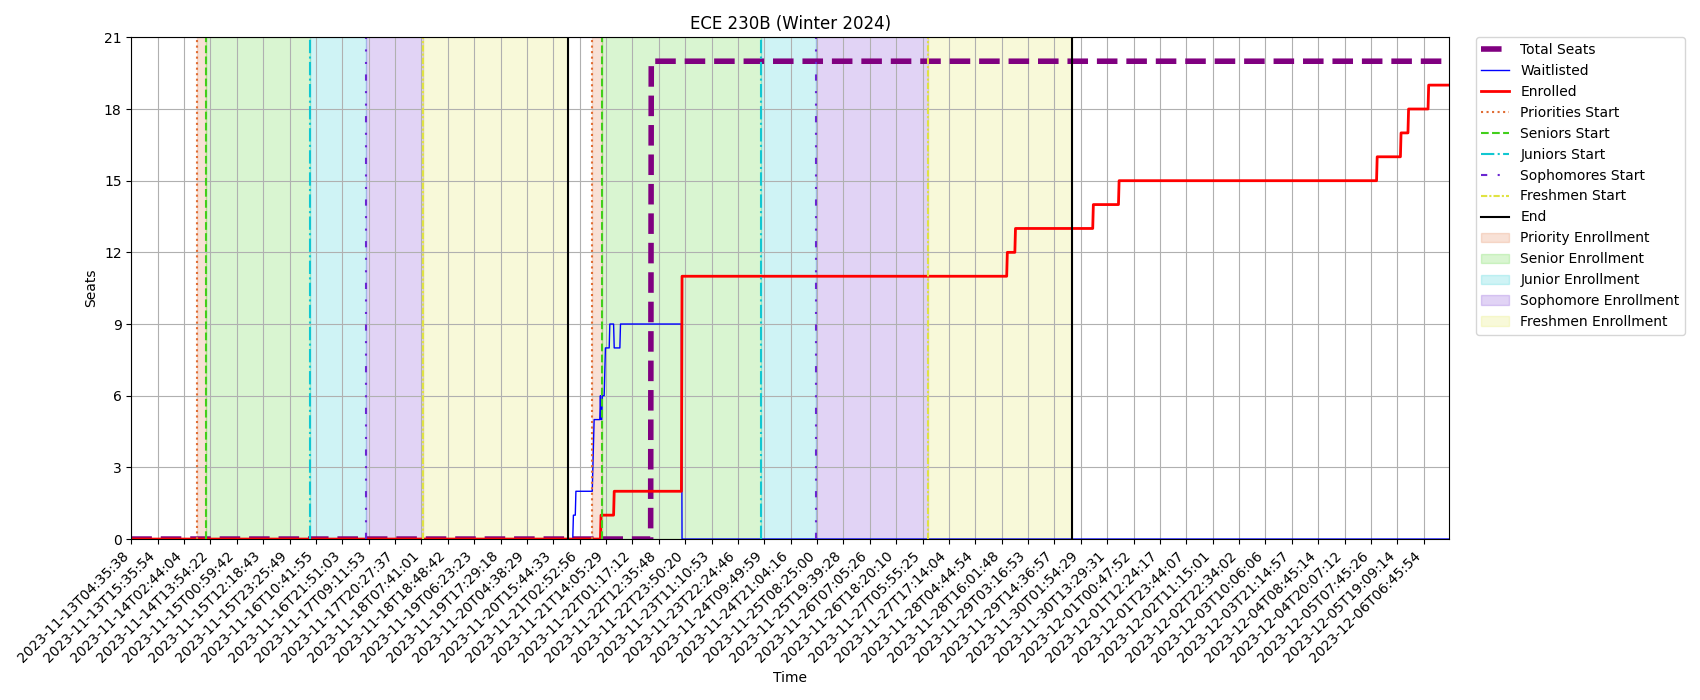 ECE 230B (Winter 2024)
21
18
15
12
9
6
3
0
Seats
2023-11-13T04:35:38
2023-11-13T15:35:54
2023-11-14T02:44:04
2023-11-14T13:54:22
2023-11-15T00:59:42
2023-11-15T12:18:43
2023-11-15T23:25:49
2023-11-16T10:41:55
2023-11-16T21:51:03
2023-11-17T09:11:53
2023-11-17T20:27:37
2023-11-18T07:41:01
2023-11-18T18:48:42
2023-11-19T06:23:23
2023-11-19T17:29:18
2023-11-20T04:38:29
2023-11-20T15:44:33
2023-11-21T02:52:56
2023-11-21T14:05:29
2023-11-22T01:17:12
2023-11-22T12:35:48
2023-11-22T23:50:20
2023-11-23T11:10:53
2023-11-23T22:24:46
2023-11-24T09:49:59
2023-11-24T21:04:16
2023-11-25T08:25:00
2023-11-25T19:39:28
2023-11-26T07:05:26
2023-11-26T18:20:10
2023-11-27T05:55:25
2023-11-27T17:14:04
2023-11-28T04:44:54
2023-11-28T16:01:48
2023-11-29T03:16:53
2023-11-29T14:36:57
2023-11-30T01:54:29
2023-11-30T13:29:31
2023-12-01T00:47:52
2023-12-01T12:24:17
2023-12-01T23:44:07
2023-12-02T11:15:01
2023-12-02T22:34:02
2023-12-03T10:06:06
2023-12-03T21:14:57
2023-12-04T08:45:14
2023-12-04T20:07:12
2023-12-05T07:45:26
2023-12-05T19:09:14
2023-12-06T06:45:54
Time
Total Seats
Waitlisted
Enrolled
Priorities Start
Seniors Start
Juniors Start
Sophomores Start
Freshmen Start
End
Priority Enrollment
Senior Enrollment
Junior Enrollment
Sophomore Enrollment
Freshmen Enrollment